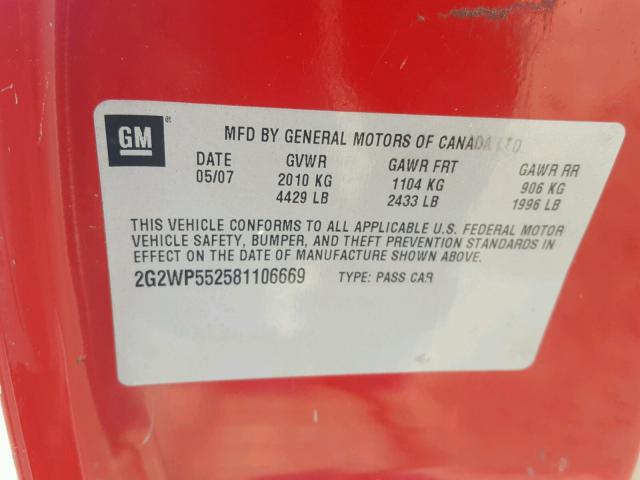 GM ®
MFD BY GENERAL MOTORS OF CANADA LTD
DATE GVWR GAWR FRT GAWR RR
05/07 2010 KG 1104 KG 906 KG
4429 LB 2433 LB 1996 LB
THIS VEHICLE CONFORMS TO ALL APPLICABLE U.S. FEDERAL MOTOR
VEHICLE SAFETY, BUMPER, AND THEFT PREVENTION STANDARDS IN
EFFECT ON THE DATE OF MANUFACTURE SHOWN ABOVE.
2G2WP552581106669 TYPE: PASS CAR